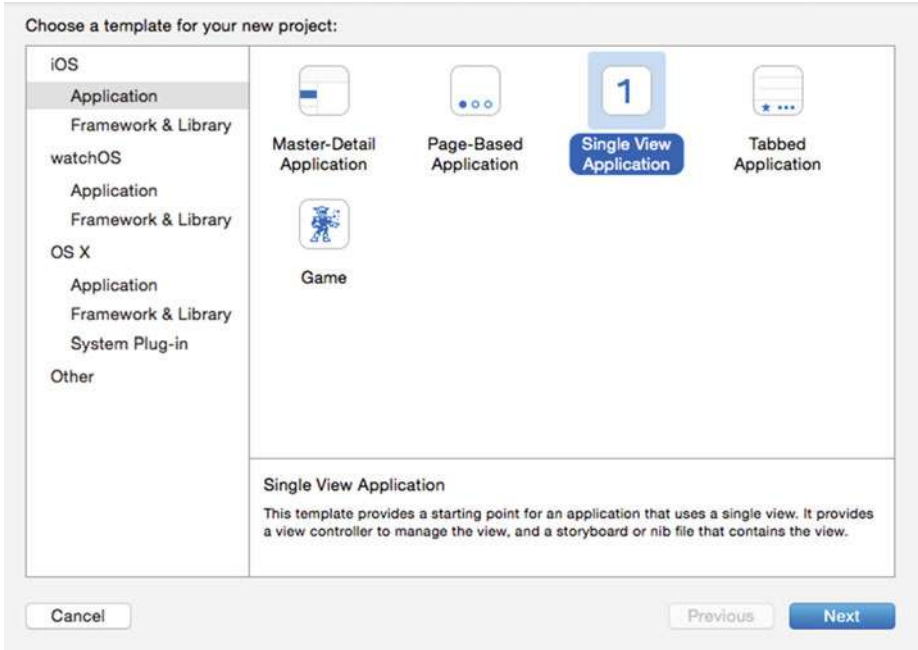 Choose a template for your new project:
iOS
Application
Framework & Library
watchOS
Application
Framework & Library
OS X
Application
Framework & Library
System Plug-in
Other
Master-Detail
Application
Page-Based
Application
1
Single View
Application
Tabbed
Application
Game
Single View Application
This template provides a starting point for an application that uses a single view. It provides
a view controller to manage the view, and a storyboard or nib file that contains the view.
Cancel
Previous
Next